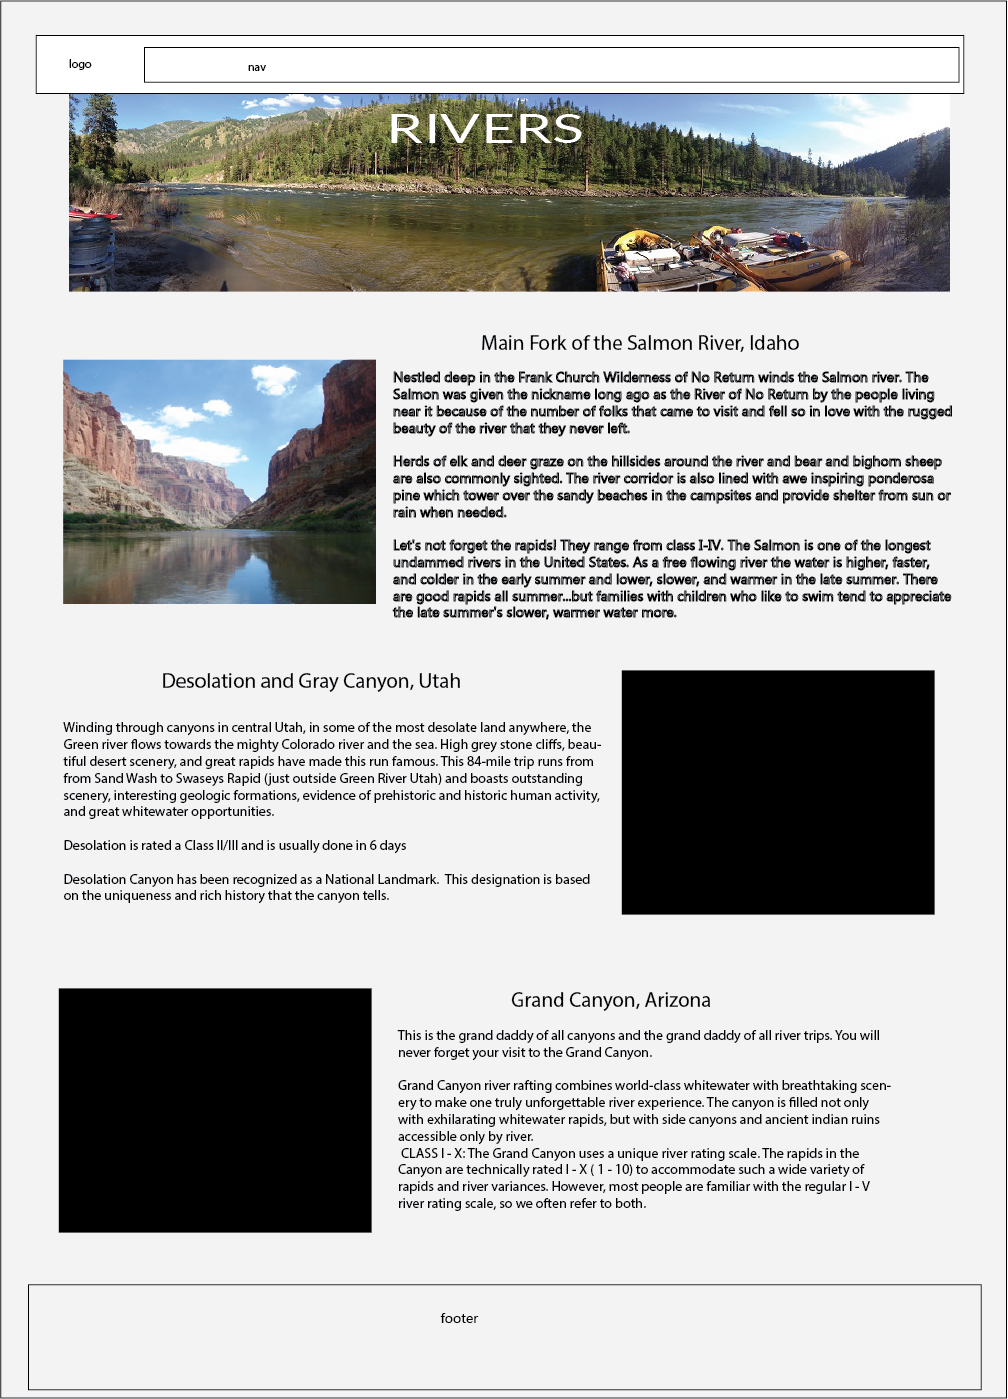 logo
nav
RIVERS
Main Fork of the Salmon River, Idaho
Nestled deep in the Frank Church Wilderness of No Return winds the Salmon river. The
Salmon was given the nickname long ago as the River of No Return by the people living
near it because of the number of folks that came to visit and fell so in love with the rugged
beauty of the river that they never left.
Herds of elk and deer graze on the hillsides around the river and bear and bighorn sheep
are also commonly sighted. The river corridor is also lined with awe inspiring ponderosa
pine which tower over the sandy beaches in the campsites and provide shelter from sun or
rain when needed.
Let's not forget the rapids! They range from class I-IV. The Salmon is one of the longest
undammed rivers in the United States. As a free flowing river the water is higher, faster,
and colder in the early summer and lower, slower, and warmer in the late summer. There
are good rapids all summer...but families with children who like to swim tend to appreciate
the late summer's slower, warmer water more.
Desolation and Gray Canyon, Utah
Winding through canyons in central Utah, in some of the most desolate land anywhere, the
Green river flows towards the mighty Colorado river and the sea. High grey stone cliffs, beau-
tiful desert scenery, and great rapids have made this run famous. This 84-mile trip runs from
from Sand Wash to Swaseys Rapid (just outside Green River Utah) and boasts outstanding
scenery, interesting geologic formations, evidence of prehistoric and historic human activity,
and great whitewater opportunities.
Desolation is rated a Class II/III and is usually done in 6 days
Desolation Canyon has been recognized as a National Landmark.  This designation is based
on the uniqueness and rich history that the canyon tells.
Grand Canyon, Arizona
This is the grand daddy of all canyons and the grand daddy of all river trips. You will
never forget your visit to the Grand Canyon.
Grand Canyon river rafting combines world-class whitewater with breathtaking scen-
ery to make one truly unforgettable river experience. The canyon is filled not only
with exhilarating whitewater rapids, but with side canyons and ancient indian ruins
accessible only by river.
CLASS I - X: The Grand Canyon uses a unique river rating scale. The rapids in the
Canyon are technically rated I - X ( 1 - 10) to accommodate such a wide variety of
rapids and river variances. However, most people are familiar with the regular I - V
river rating scale, so we often refer to both.
footer